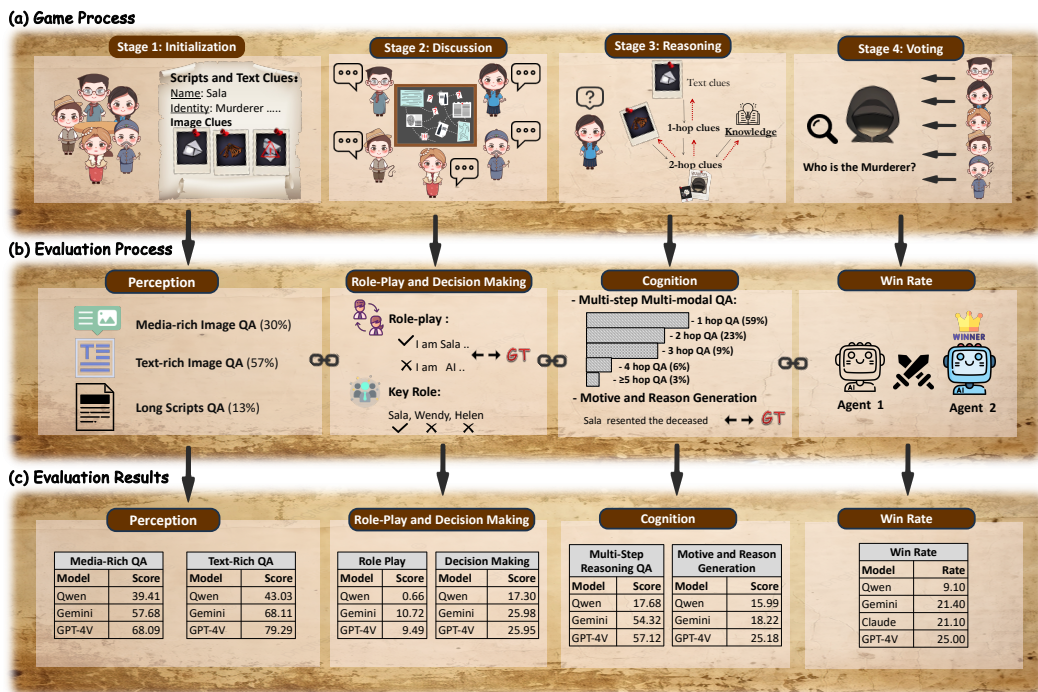 (a) Game Process
Stage 1: Initialization
Scripts and Text Clues:
Name: Sala
Identity: Murderer .....
Image Clues
Stage 2: Discussion
Stage 3: Reasoning
?
Text clues
1-hop clues
Knowledge
2-hop clues
Stage 4: Voting
Who is the Murderer?
(b) Evaluation Process
Perception
Media-rich Image QA (30%)
Text-rich Image QA (57%)
Long Scripts QA (13%)
Role-Play and Decision Making
Role-play :
I am Sala ..
I am AI ..
GT
Key Role:
Sala, Wendy, Helen
Cognition
- Multi-step Multi-modal QA:
- 1 hop QA (59%)
- 2 hop QA (23%)
- 3 hop QA (9%)
- 4 hop QA (6%)
- ≥5 hop QA (3%)
- Motive and Reason Generation
Sala resented the deceased
GT
Win Rate
WINNER
AI
AI
Agent 1
Agent 2
(c) Evaluation Results
Perception
Media-Rich QA
Model Score
Qwen 39.41
Gemini 57.68
GPT-4V 68.09
Text-Rich QA
Model Score
Qwen 43.03
Gemini 68.11
GPT-4V 79.29
Role-Play and Decision Making
Role Play
Model Score
Qwen 0.66
Gemini 10.72
GPT-4V 9.49
Decision Making
Model Score
Qwen 17.30
Gemini 25.98
GPT-4V 25.95
Cognition
Multi-Step
Reasoning QA
Model Score
Qwen 17.68
Gemini 54.32
GPT-4V 57.12
Motive and Reason
Generation
Model Score
Qwen 15.99
Gemini 18.22
GPT-4V 25.18
Win Rate
Win Rate
Model Rate
Qwen 9.10
Gemini 21.40
Claude 21.10
GPT-4V 25.00